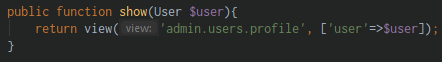 public function show(User $user){
return view( view: 'admin.users.profile', ['user'=>$user]);
}